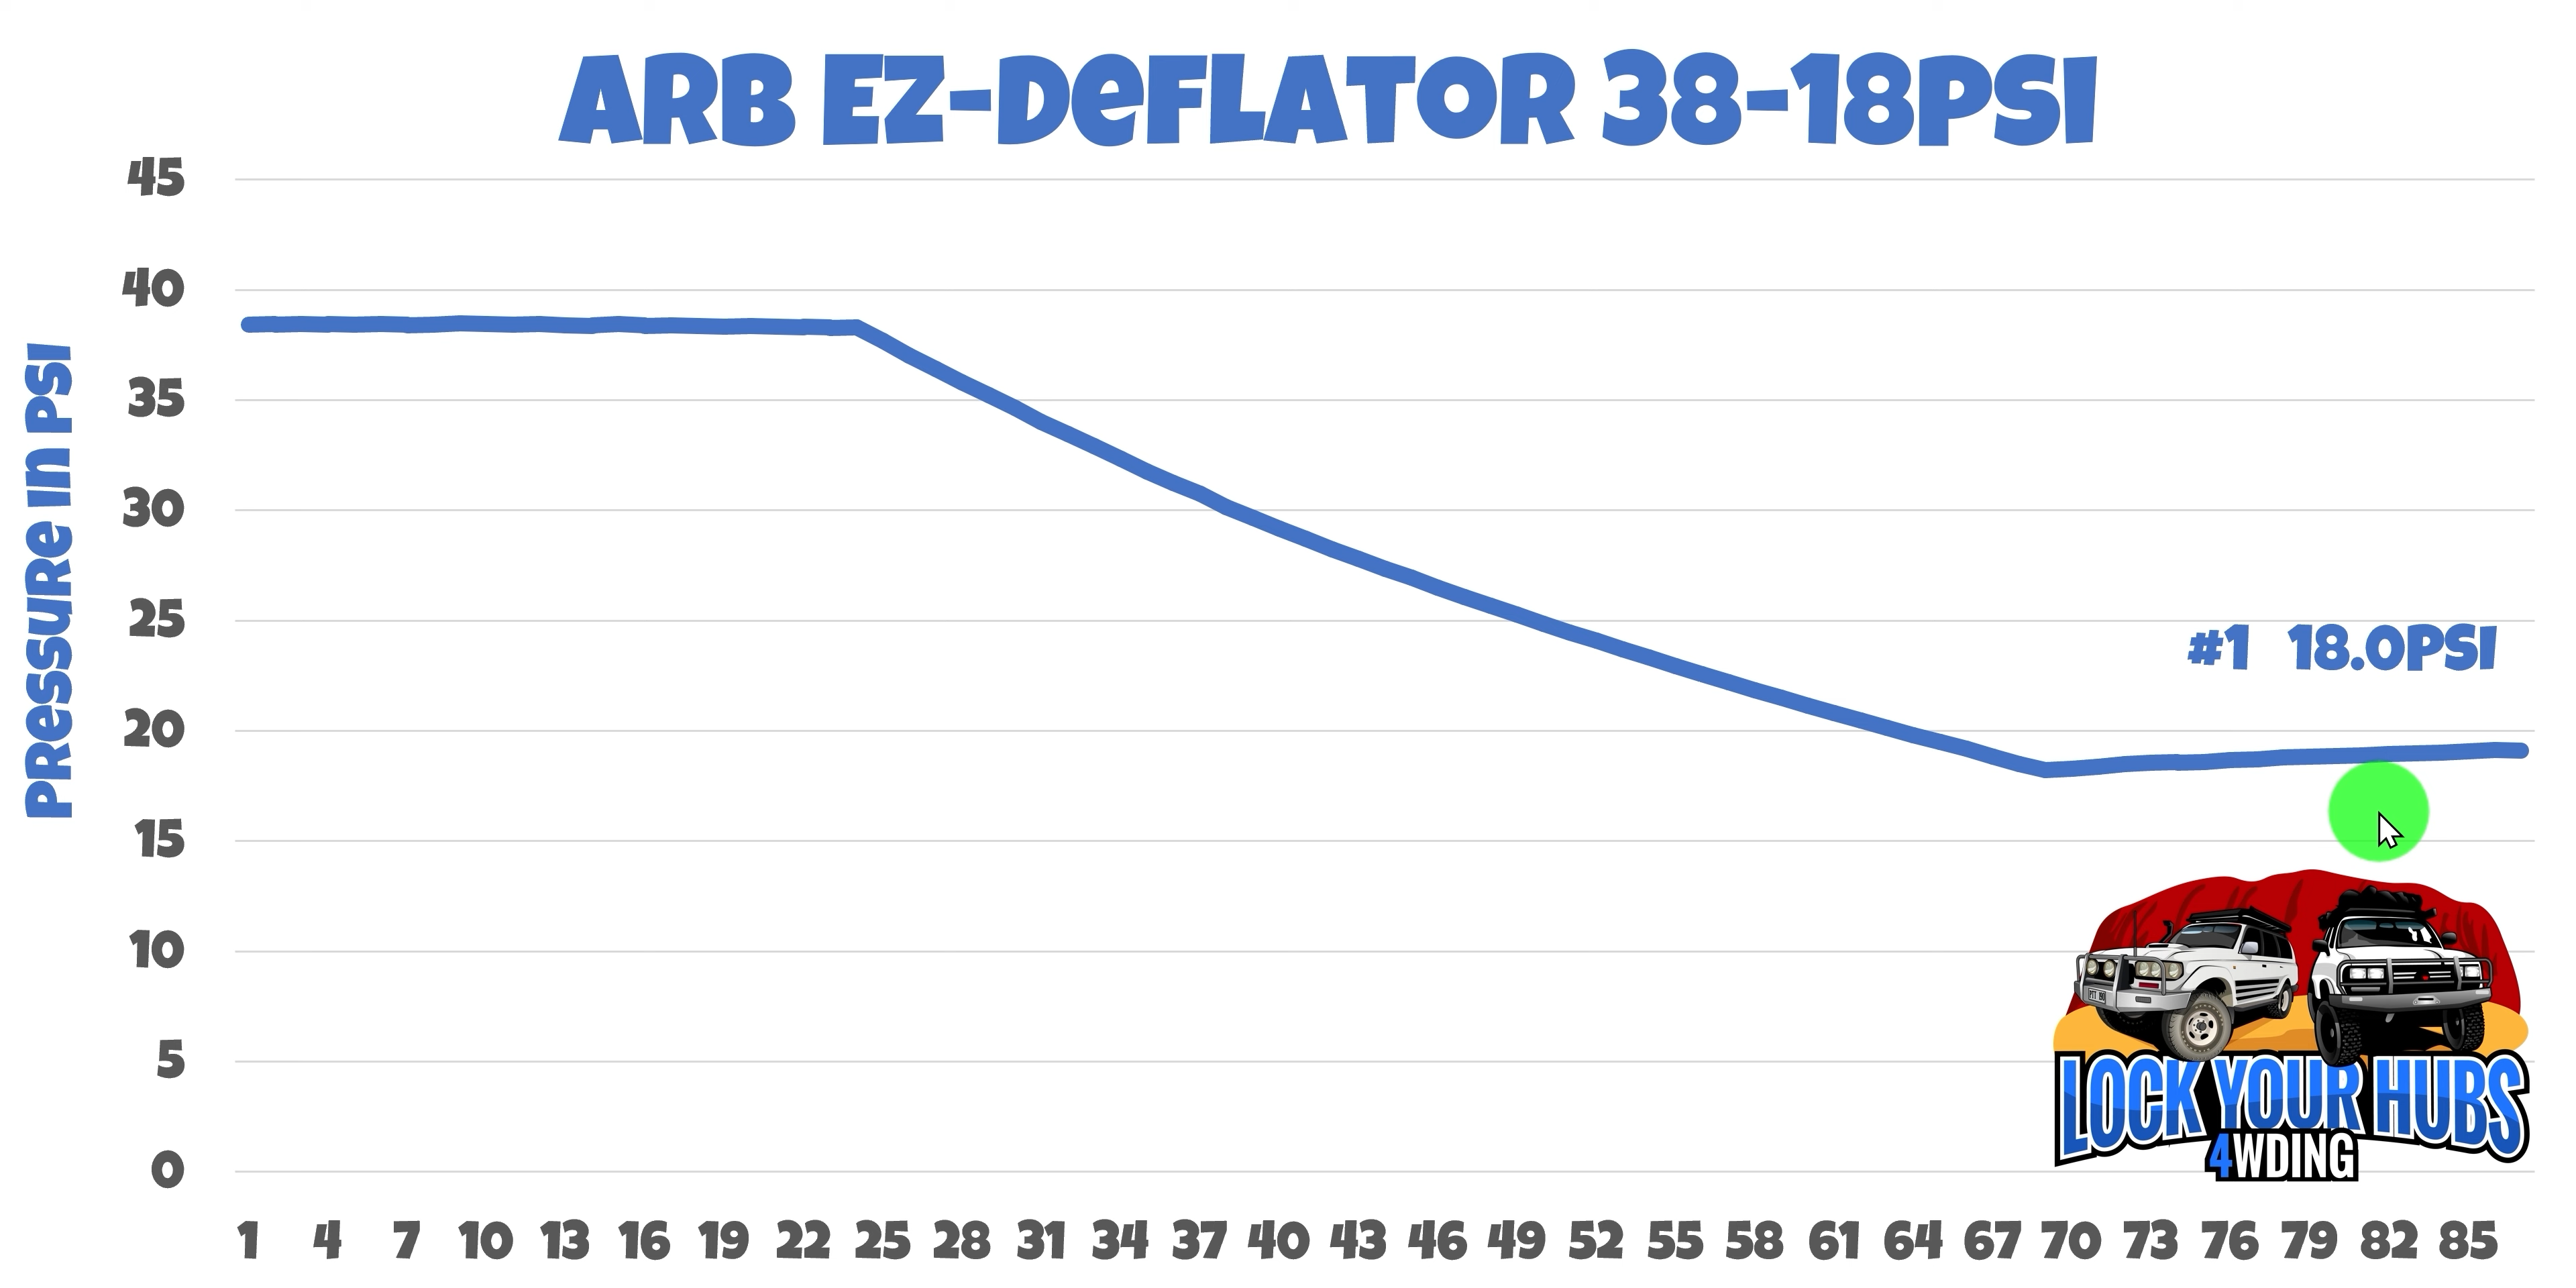 ARB EZ-DEFLATOR 38-18PSI
45
40
35
30
25
20
15
10
5
0
PRESSURE IN PSI
#1 18.0PSI
LOCK YOUR HUBS
4WDING
1 4 7 10 13 16 19 22 25 28 31 34 37 40 43 46 49 52 55 58 61 64 67 70 73 76 79 82 85